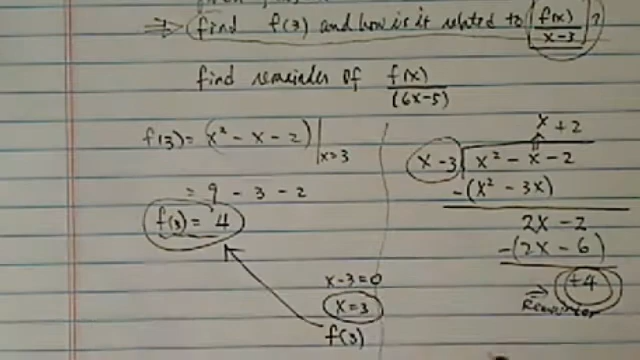 ⇒ find f(3) and how is it related to f(x)/(x-3) ?
find remainder of f(x)/(6x-5)
f(3) = (x² - x - 2) | x=3
= 9 - 3 - 2
f(3) = 4
x + 2
x - 3 x² - x - 2
-(x² - 3x)
2x - 2
-(2x - 6)
+4
⇒ Remainder
x-3=0
x=3
f(3)